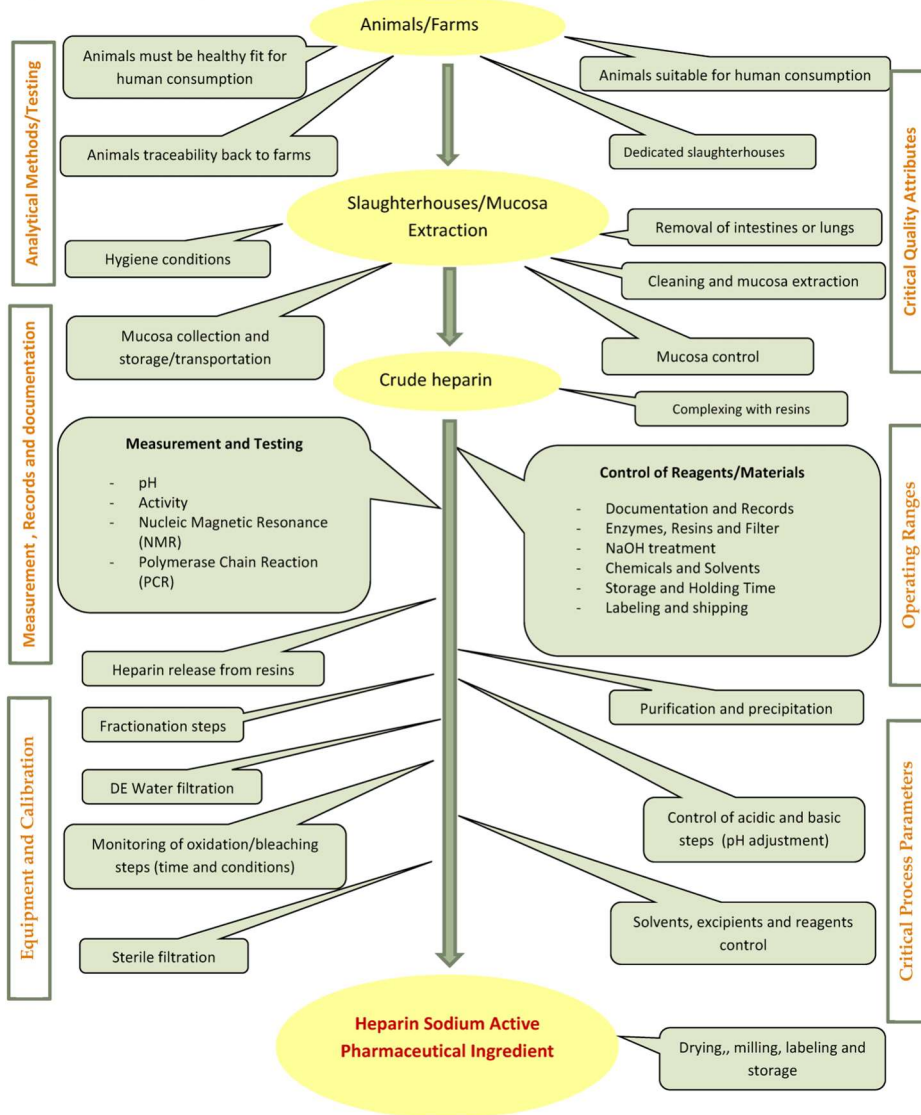 Animals/Farms
Animals must be healthy fit for
human consumption
Animals suitable for human consumption
Animals traceability back to farms
Dedicated slaughterhouses
Analytical Methods/Testing
Critical Quality Attributes
Slaughterhouses/Mucosa
Extraction
Removal of intestines or lungs
Hygiene conditions
Cleaning and mucosa extraction
Mucosa collection and
storage/transportation
Mucosa control
Crude heparin
Complexing with resins
Measurement , Records and documentation
Operating Ranges
Measurement and Testing
- pH
- Activity
- Nucleic Magnetic Resonance
(NMR)
- Polymerase Chain Reaction
(PCR)
Control of Reagents/Materials
- Documentation and Records
- Enzymes, Resins and Filter
- NaOH treatment
- Chemicals and Solvents
- Storage and Holding Time
- Labeling and shipping
Heparin release from resins
Purification and precipitation
Fractionation steps
DE Water filtration
Equipment and Calibration
Critical Process Parameters
Monitoring of oxidation/bleaching
steps (time and conditions)
Control of acidic and basic
steps (pH adjustment)
Solvents, excipients and reagents
control
Sterile filtration
Heparin Sodium Active
Pharmaceutical Ingredient
Drying,, milling, labeling and
storage